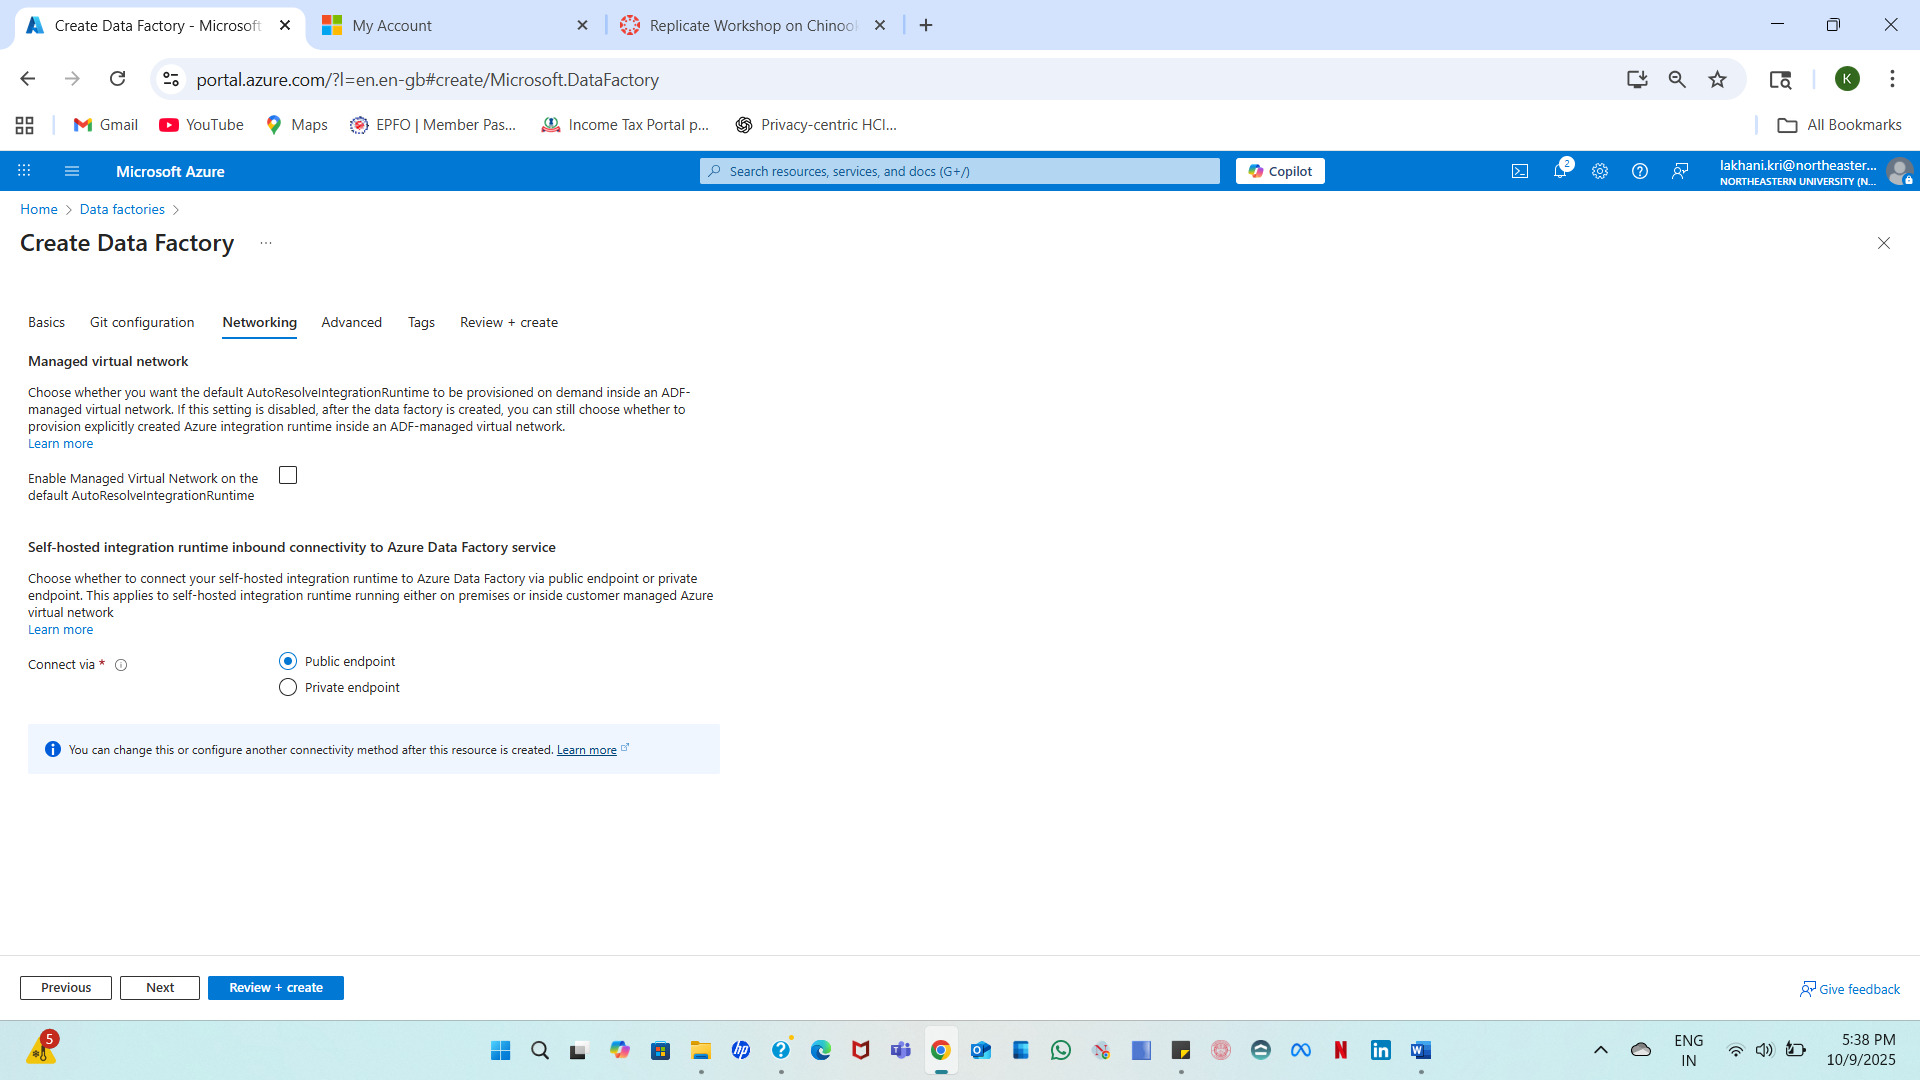 Create Data Factory - Microsoft
My Account
Replicate Workshop on Chinook
portal.azure.com/?l=en.en-gb#create/Microsoft.DataFactory
K
Gmail
YouTube
Maps
EPFO | Member Pas...
Income Tax Portal p...
Privacy-centric HCI...
All Bookmarks
Microsoft Azure
Search resources, services, and docs (G+/)
Copilot
2
lakhani.kri@northeaster...
NORTHEASTERN UNIVERSITY (N...
Home
Data factories
Create Data Factory
...
Basics
Git configuration
Networking
Advanced
Tags
Review + create
Managed virtual network
Choose whether you want the default AutoResolveIntegrationRuntime to be provisioned on demand inside an ADF-
managed virtual network. If this setting is disabled, after the data factory is created, you can still choose whether to
provision explicitly created Azure integration runtime inside an ADF-managed virtual network.
Learn more
Enable Managed Virtual Network on the
default AutoResolveIntegrationRuntime
Self-hosted integration runtime inbound connectivity to Azure Data Factory service
Choose whether to connect your self-hosted integration runtime to Azure Data Factory via public endpoint or private
endpoint. This applies to self-hosted integration runtime running either on premises or inside customer managed Azure
virtual network
Learn more
Connect via *
Public endpoint
Private endpoint
You can change this or configure another connectivity method after this resource is created. Learn more
Previous
Next
Review + create
Give feedback
5
ENG
IN
5:38 PM
10/9/2025